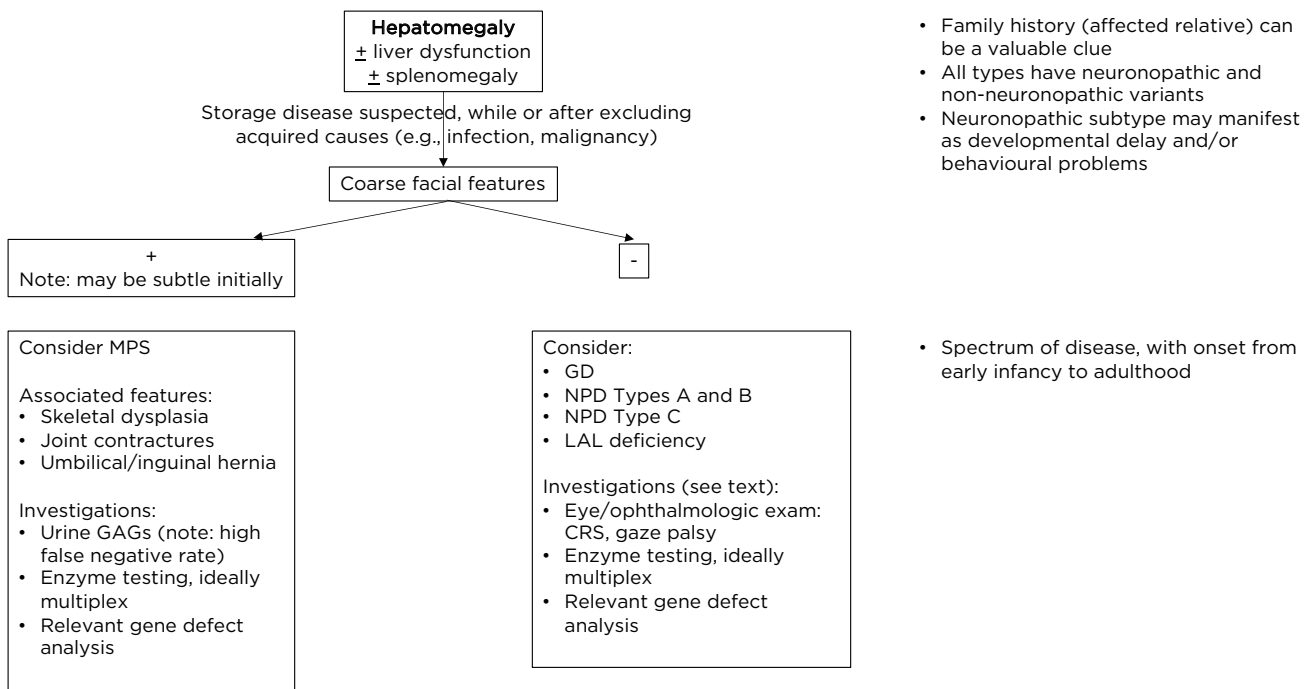 Hepatomegaly
± liver dysfunction
± splenomegaly
Storage disease suspected, while or after excluding
acquired causes (e.g., infection, malignancy)
Coarse facial features
+
Note: may be subtle initially
-
• Family history (affected relative) can
be a valuable clue
• All types have neuronopathic and
non-neuronopathic variants
• Neuronopathic subtype may manifest
as developmental delay and/or
behavioural problems
Consider MPS
Associated features:
• Skeletal dysplasia
• Joint contractures
• Umbilical/inguinal hernia
Investigations:
• Urine GAGs (note: high
false negative rate)
• Enzyme testing, ideally
multiplex
• Relevant gene defect
analysis
Consider:
• GD
• NPD Types A and B
• NPD Type C
• LAL deficiency
Investigations (see text):
• Eye/ophthalmologic exam:
CRS, gaze palsy
• Enzyme testing, ideally
multiplex
• Relevant gene defect
analysis
• Spectrum of disease, with onset from
early infancy to adulthood